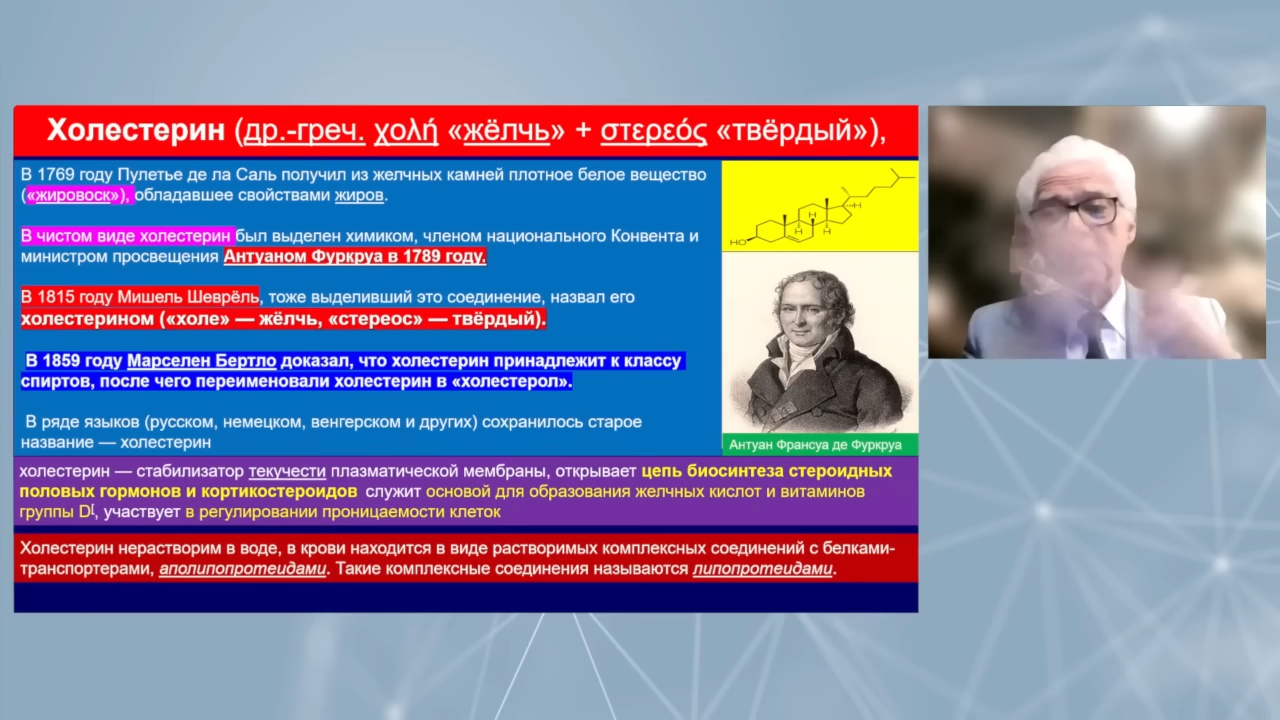 Холестерин (др.-греч. χολή «жёлчь» + στερεός «твёрдый»),
В 1769 году Пулетье де ла Саль получил из желчных камней плотное белое вещество
(«жировоск»), обладавшее свойствами жиров.
В чистом виде холестерин был выделен химиком, членом национального Конвента и
министром просвещения Антуаном Фуркруа в 1789 году.
В 1815 году Мишель Шеврёль, тоже выделивший это соединение, назвал его
холестерином («холе» — жёлчь, «стереос» — твёрдый).
В 1859 году Марселен Бертло доказал, что холестерин принадлежит к классу
спиртов, после чего переименовали холестерин в «холестерол».
В ряде языков (русском, немецком, венгерском и других) сохранилось старое
название — холестерин
HO
H
H
H
H
Антуан Франсуа де Фуркруа
холестерин — стабилизатор текучести плазматической мембраны, открывает цепь биосинтеза стероидных
половых гормонов и кортикостероидов служит основой для образования желчных кислот и витаминов
группы D[, участвует в регулировании проницаемости клеток
Холестерин нерастворим в воде, в крови находится в виде растворимых комплексных соединений с белками-
транспортерами, аполипопротеидами. Такие комплексные соединения называются липопротеидами.